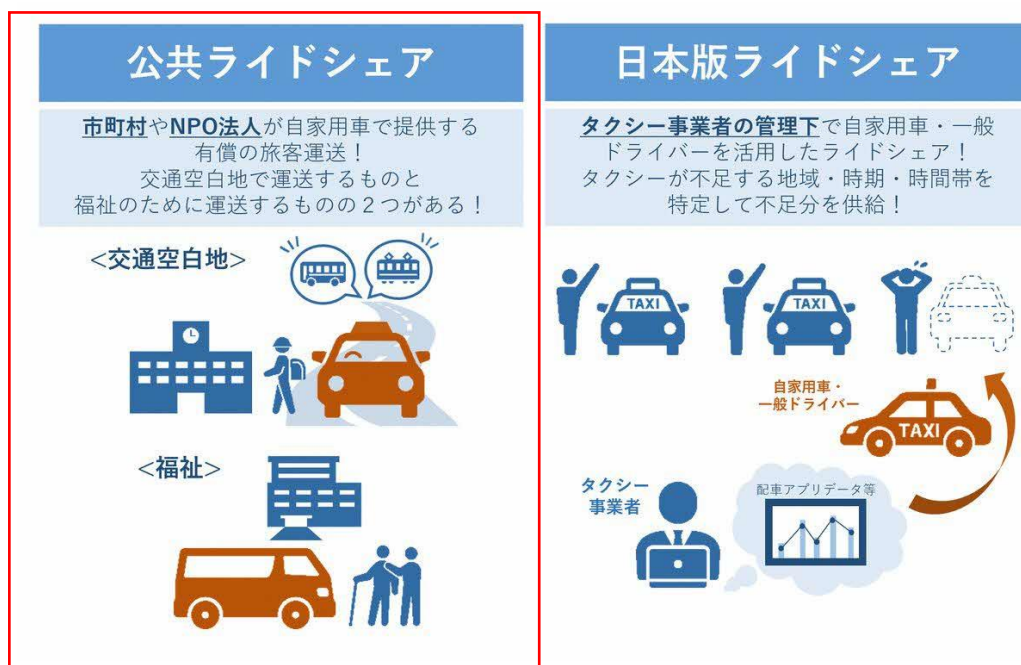 公共ライドシェア
市町村やNPO法人が自家用車で提供する
有償の旅客運送！
交通空白地で運送するものと
福祉のために運送するものの２つがある！
<交通空白地>
<福祉>
日本版ライドシェア
タクシー事業者の管理下で自家用車・一般
ドライバーを活用したライドシェア！
タクシーが不足する地域・時期・時間帯を
特定して不足分を供給！
TAXI
TAXI
自家用車・
一般ドライバー
TAXI
タクシー
事業者
配車アプリデータ等